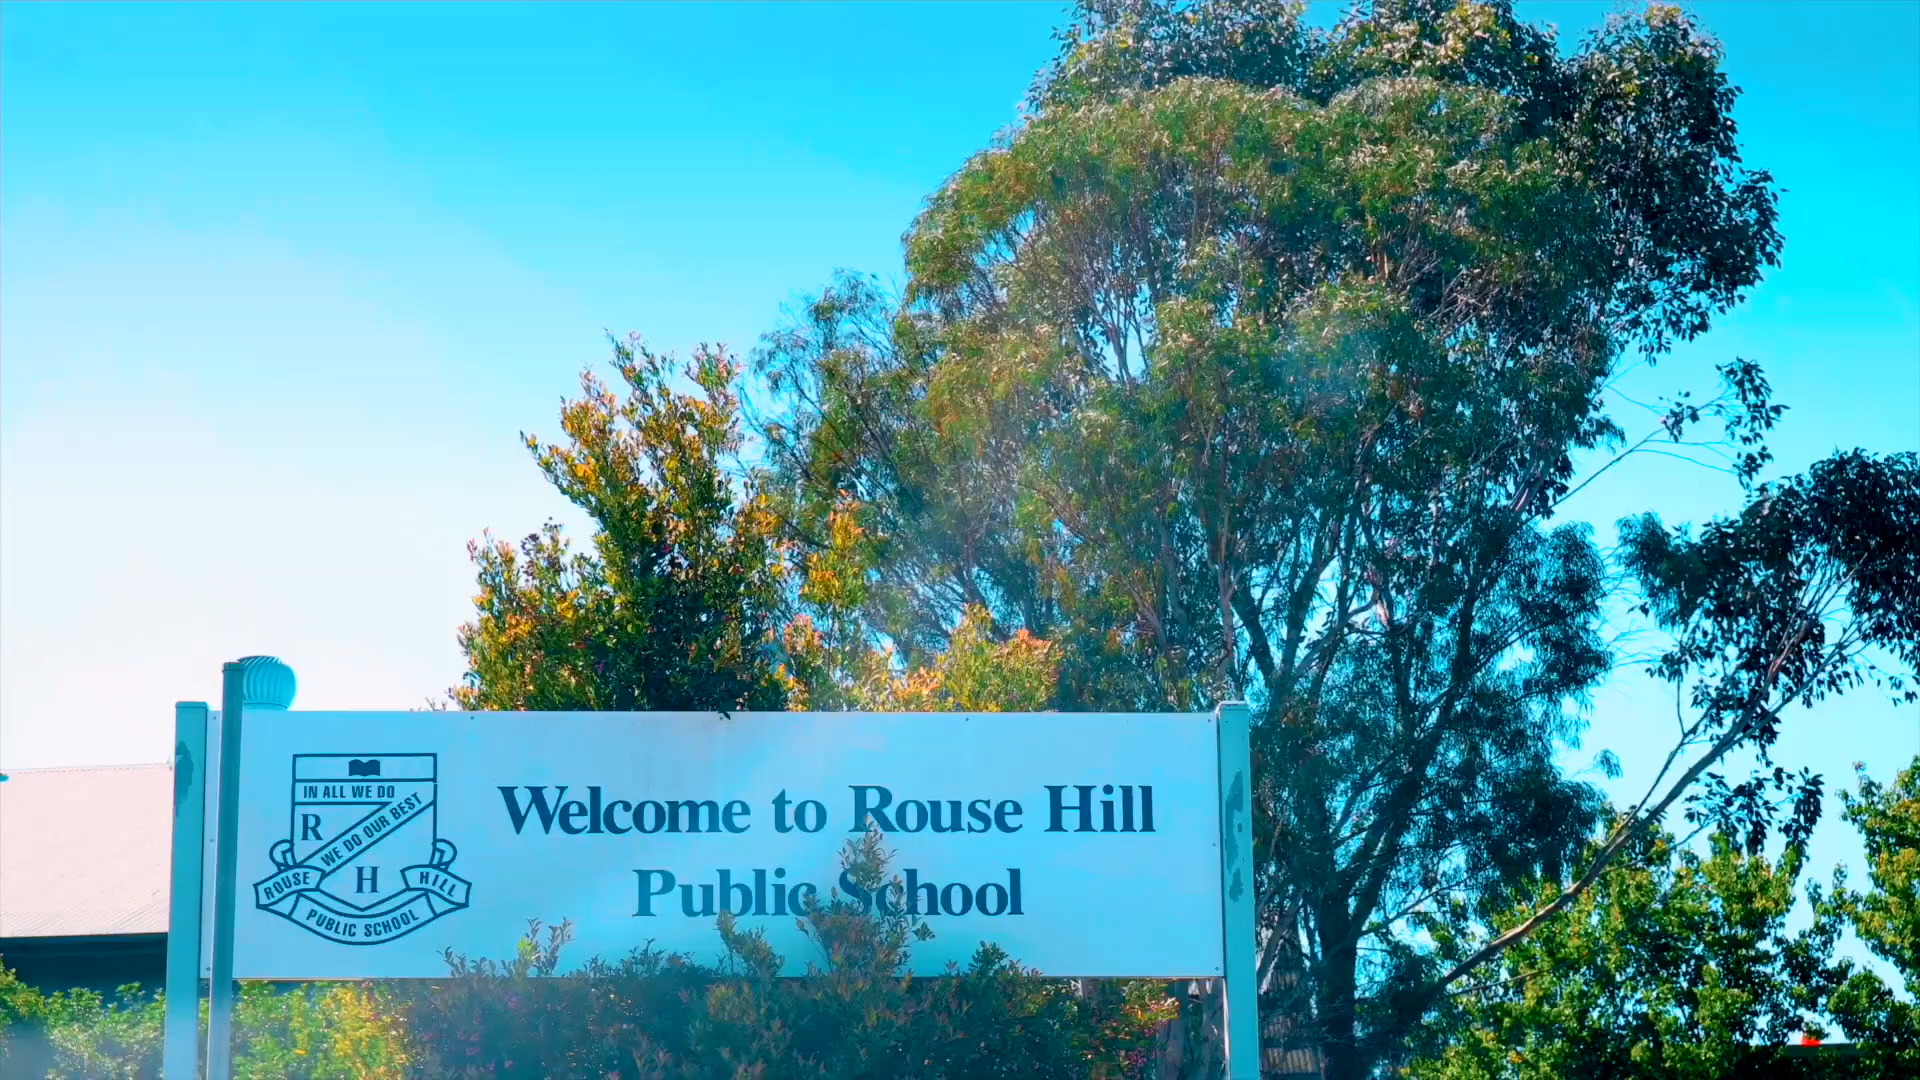 IN ALL WE DO
R
WE DO OUR BEST
H
ROUSE HILL
PUBLIC SCHOOL
Welcome to Rouse Hill
Public School